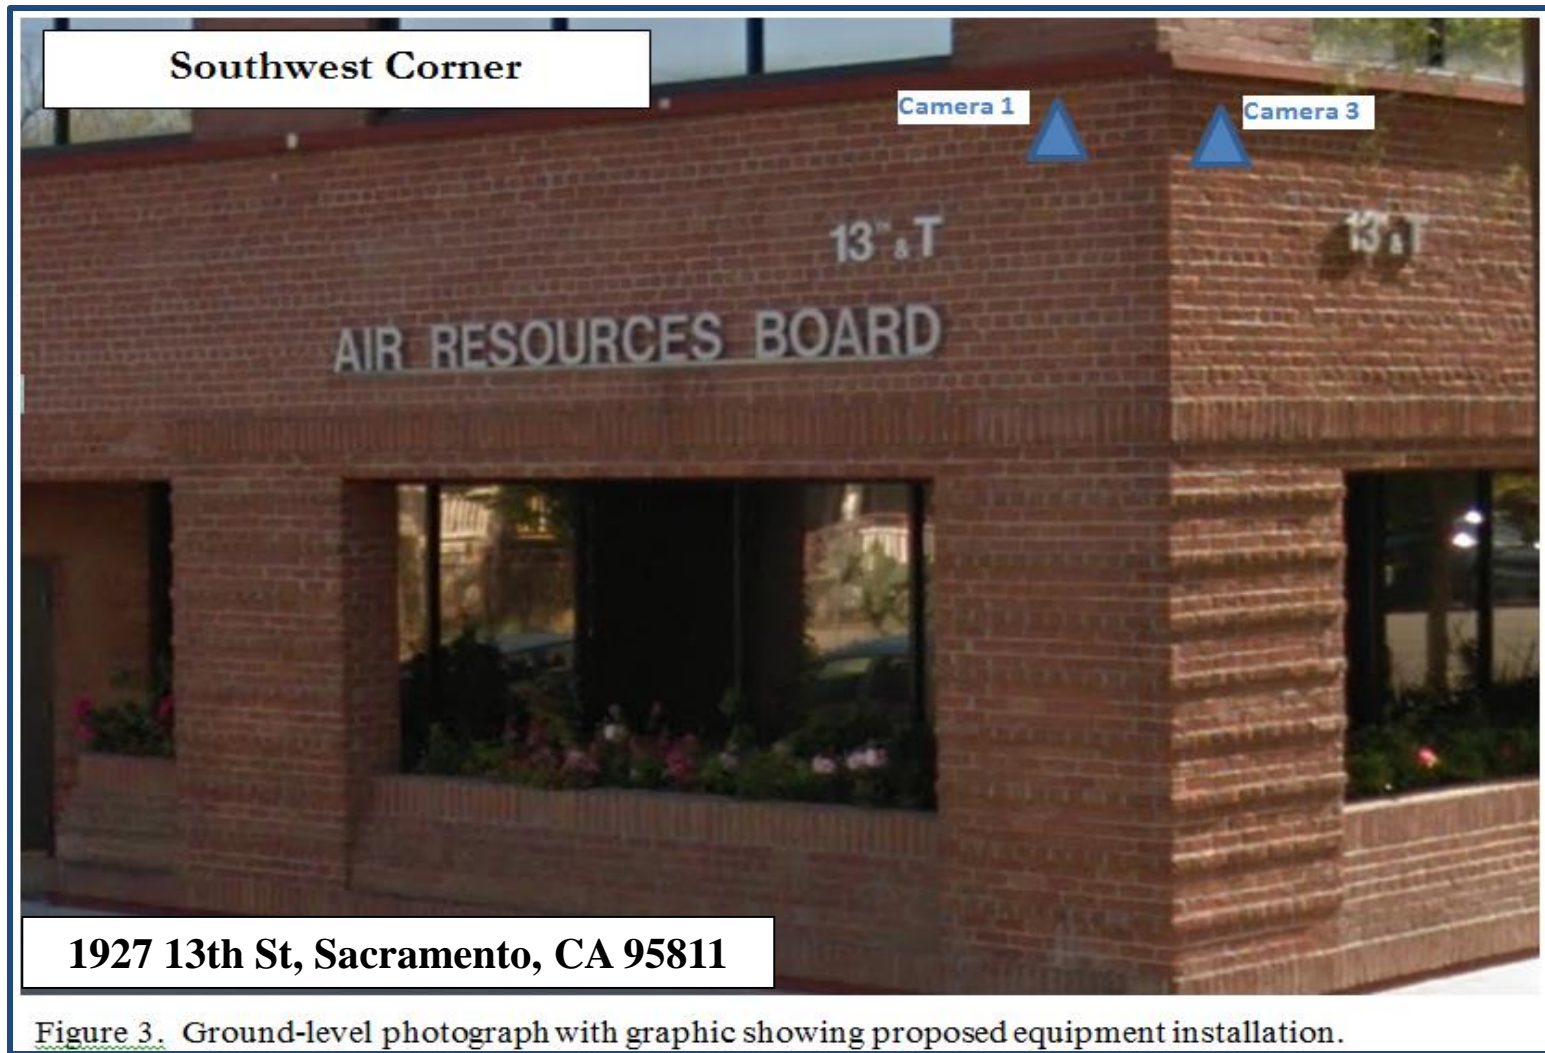 Southwest Corner
Camera 1
Camera 3
13TH & T
13TH & T
AIR RESOURCES BOARD
1927 13th St, Sacramento, CA 95811
Figure 3. Ground-level photograph with graphic showing proposed equipment installation.